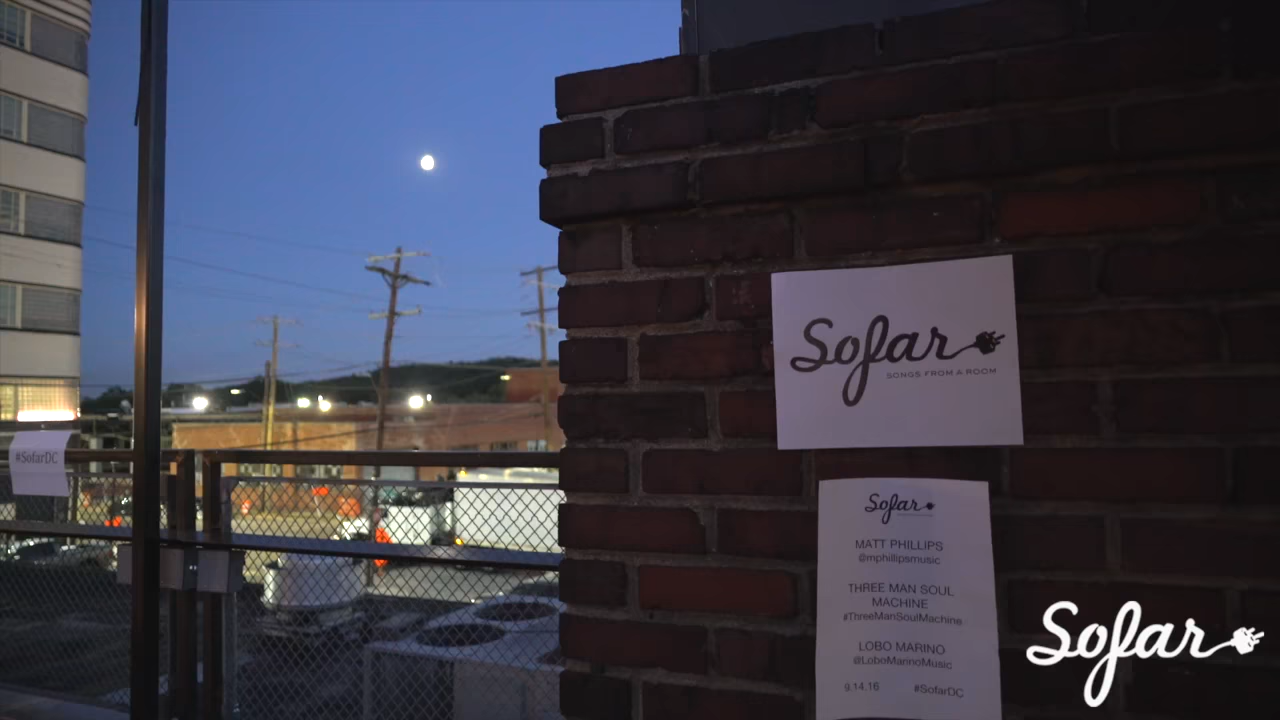 #SofarDC
Sofar
SONGS FROM A ROOM
Sofar
MATT PHILLIPS
@mphillipsmusic
THREE MAN SOUL
MACHINE
#ThreeManSoulMachine
LOBO MARINO
@LoboMarinoMusic
9.14.16 #SofarDC
Sofar